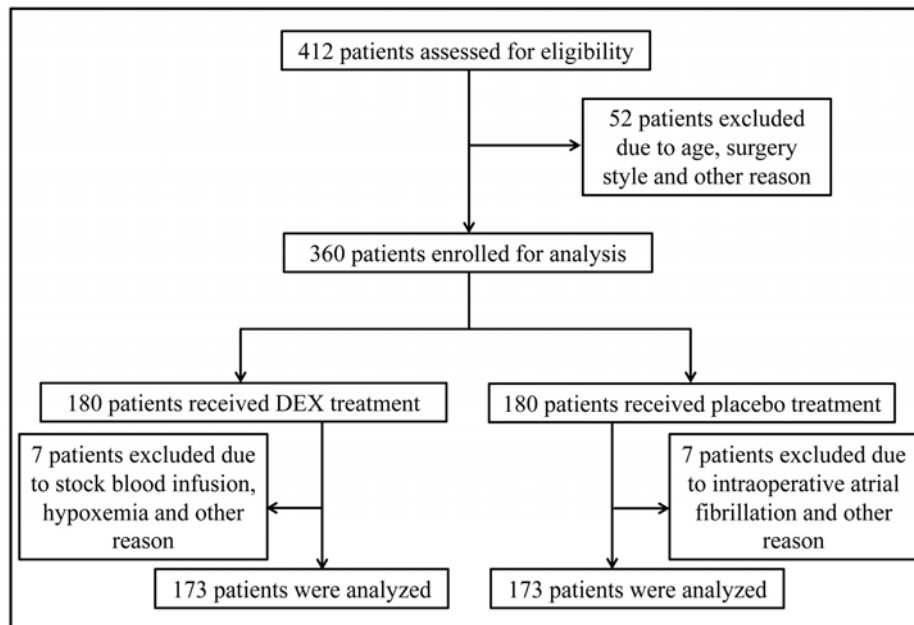 412 patients assessed for eligibility
52 patients excluded
due to age, surgery
style and other reason
360 patients enrolled for analysis
180 patients received DEX treatment
180 patients received placebo treatment
7 patients excluded due
to stock blood infusion,
hypoxemia and other
reason
7 patients excluded due
to intraoperative atrial
fibrillation and other
reason
173 patients were analyzed
173 patients were analyzed